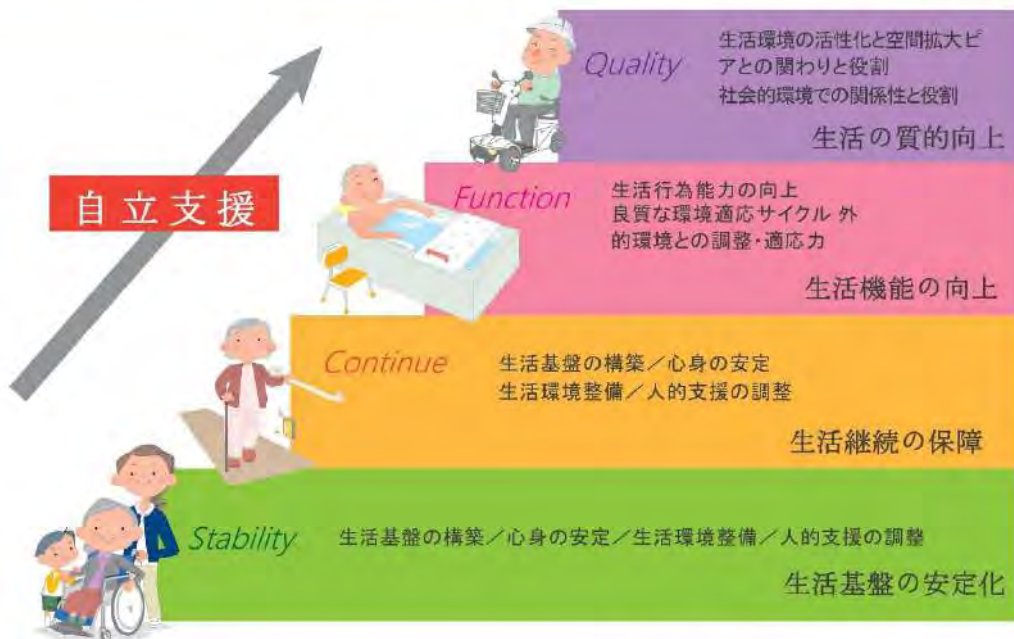 Quality
生活環境の活性化と空間拡大ピ
アとの関わりと役割
社会的環境での関係性と役割
生活の質的向上
自立支援
Function
生活行為能力の向上
良質な環境適応サイクル 外
的環境との調整・適応力
生活機能の向上
Continue
生活基盤の構築／心身の安定
生活環境整備／人的支援の調整
生活継続の保障
Stability
生活基盤の構築／心身の安定／生活環境整備／人的支援の調整
生活基盤の安定化